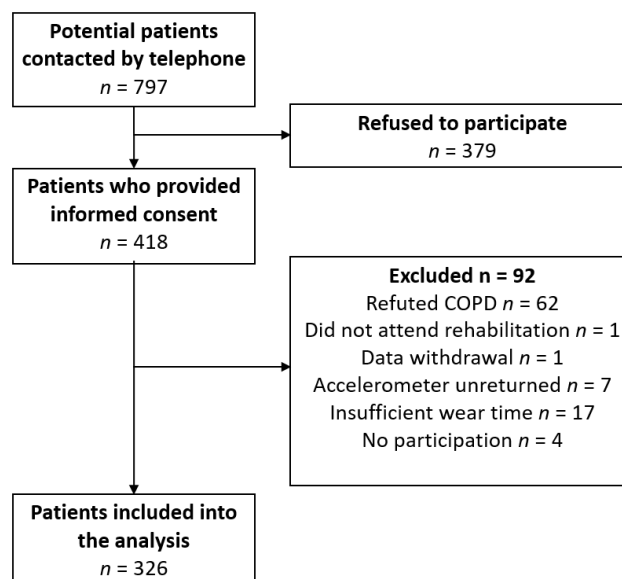 Potential patients
contacted by telephone
n = 797
Refused to participate
n = 379
Patients who provided
informed consent
n = 418
Excluded n = 92
Refuted COPD n = 62
Did not attend rehabilitation n = 1
Data withdrawal n = 1
Accelerometer unreturned n = 7
Insufficient wear time n = 17
No participation n = 4
Patients included into
the analysis
n = 326